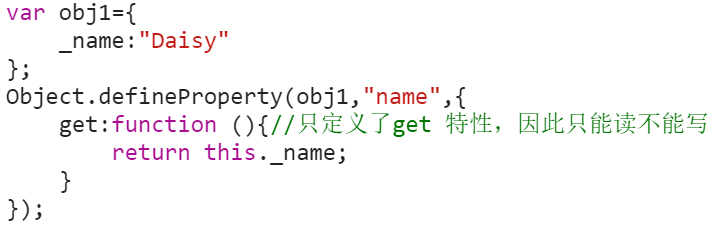 var obj1={
    _name:"Daisy"
};
Object.defineProperty(obj1,"name",{
    get:function (){//只定义了get 特性，因此只能读不能写
        return this._name;
    }
});